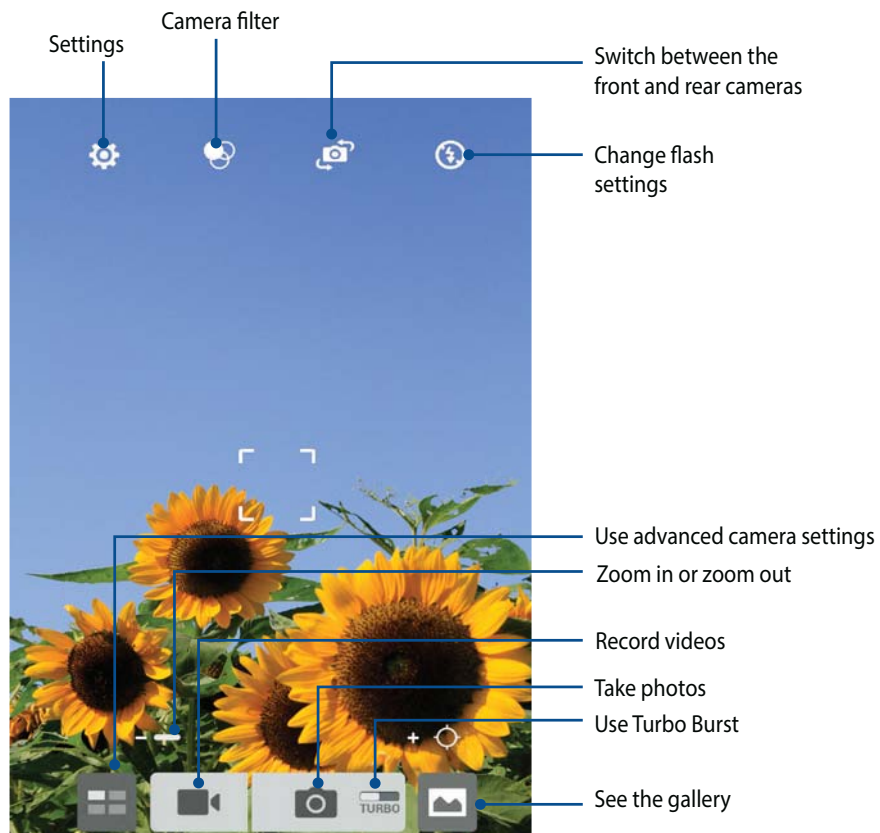 Camera filter
Settings
Switch between the
front and rear cameras
Change flash
settings
Use advanced camera settings
Zoom in or zoom out
Record videos
Take photos
Use Turbo Burst
TURBO
See the gallery